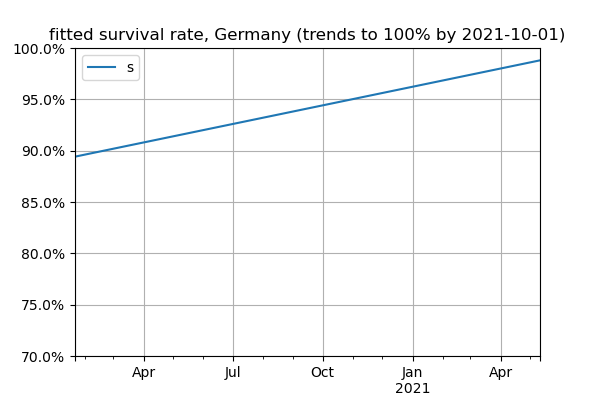 fitted survival rate, Germany (trends to 100% by 2021-10-01)
100.0%
s
95.0%
90.0%
85.0%
80.0%
75.0%
70.0%
Apr Jul Oct Jan Apr
2021